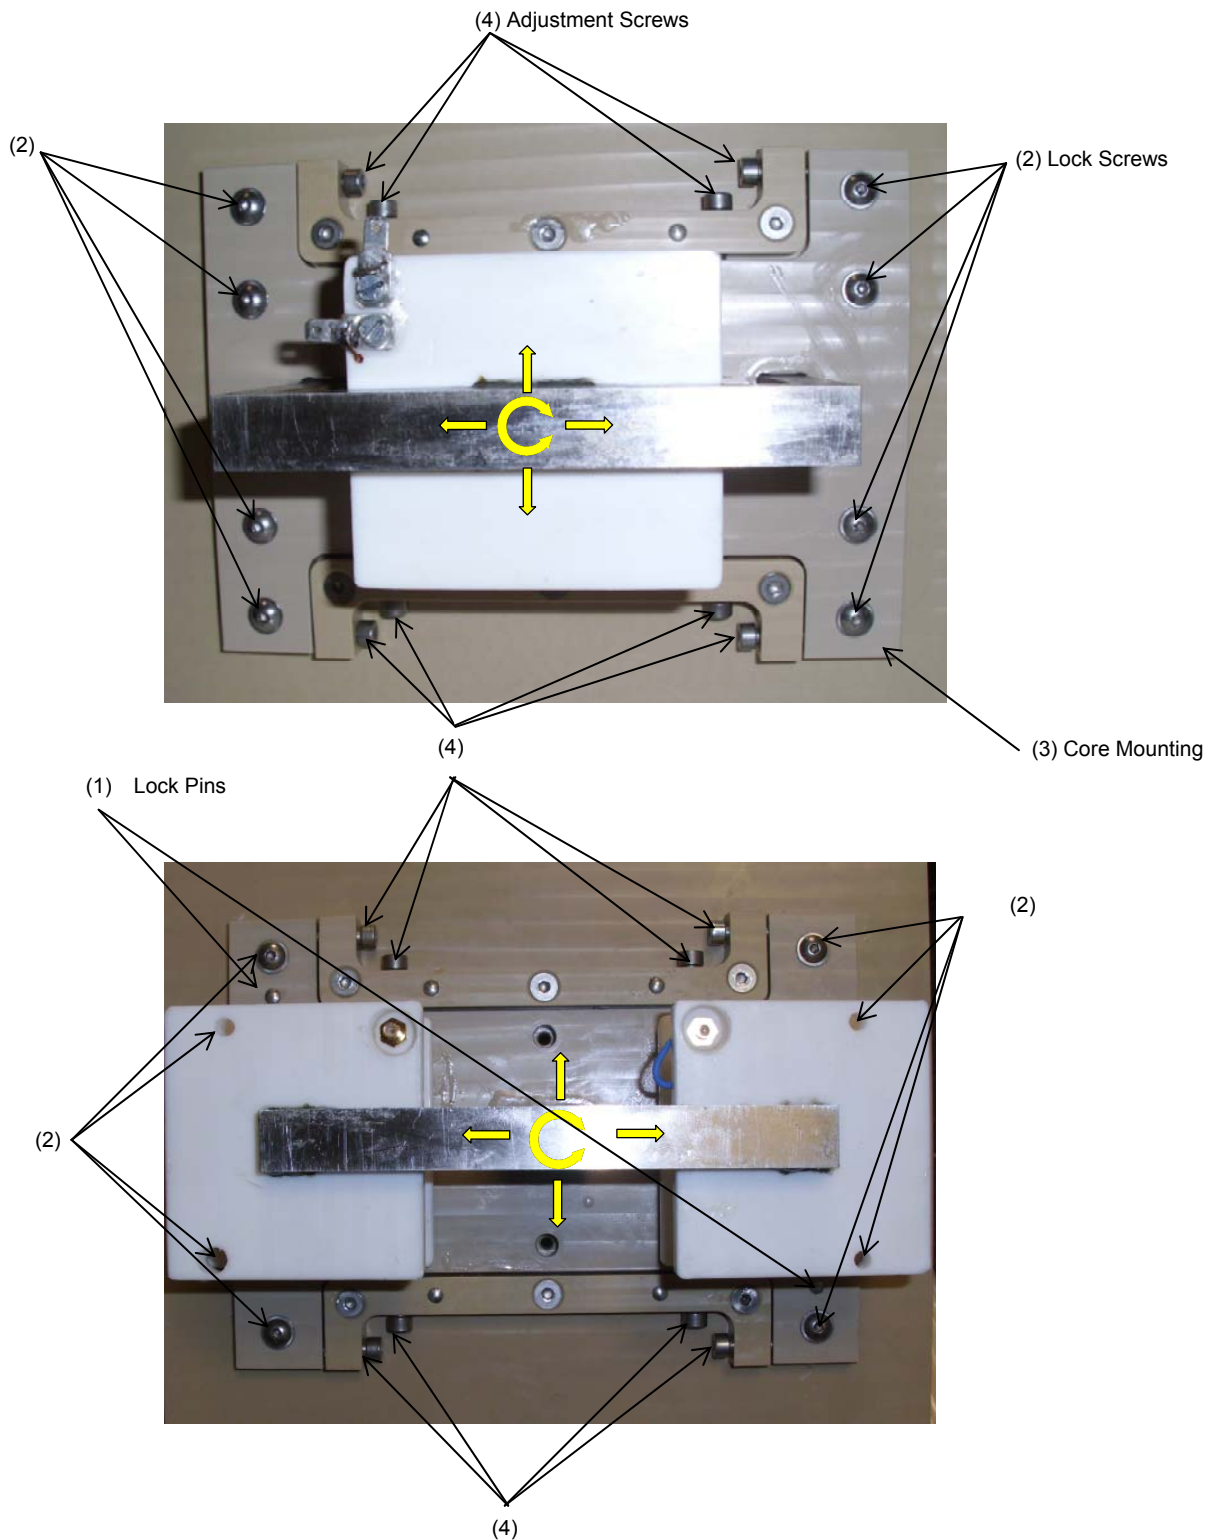 (4) Adjustment Screws
(2)
(2) Lock Screws
(4)
(3) Core Mounting
(1) Lock Pins
(2)
(2)
(4)